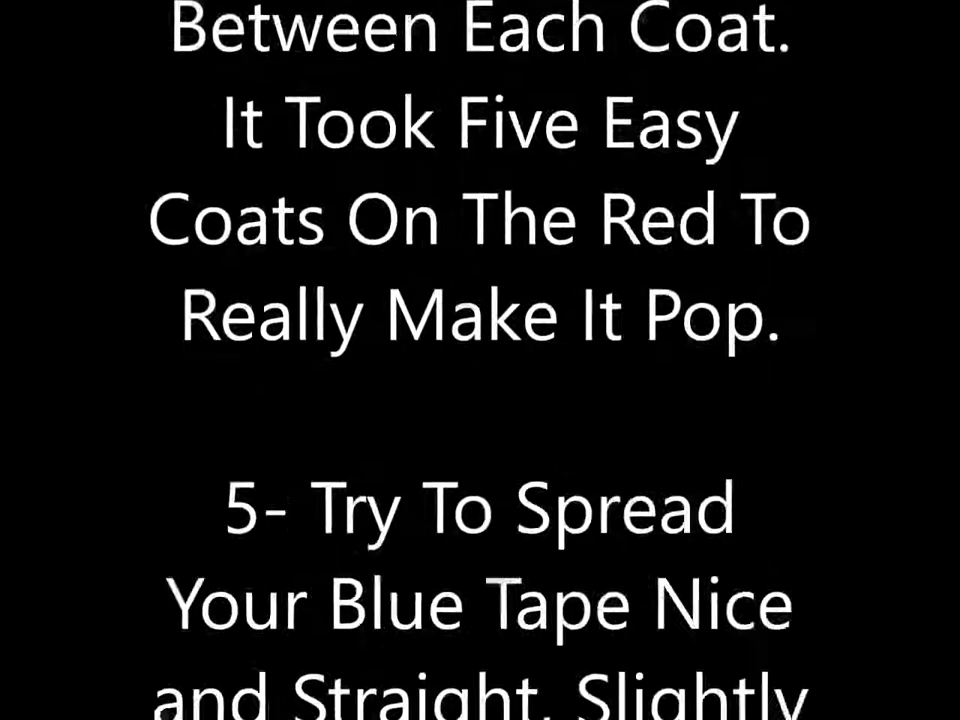 Between Each Coat.
It Took Five Easy
Coats On The Red To
Really Make It Pop.
5- Try To Spread
Your Blue Tape Nice
and Straight, Slightly